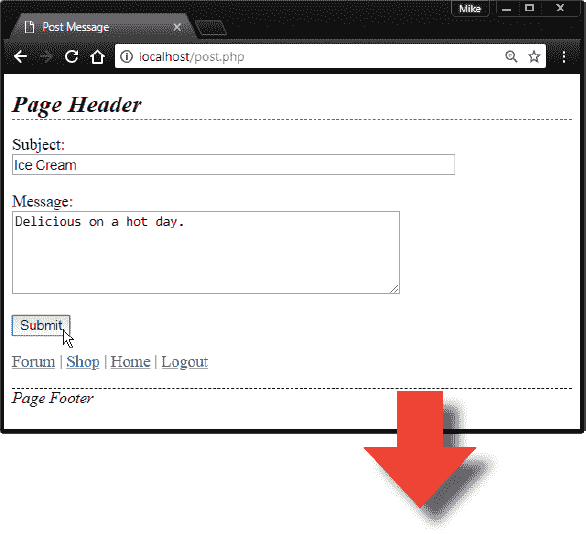 Mike
Post Message
localhost/post.php
Page Header
Subject:
Ice Cream
Message:
Delicious on a hot day.
Submit
Forum | Shop | Home | Logout
Page Footer